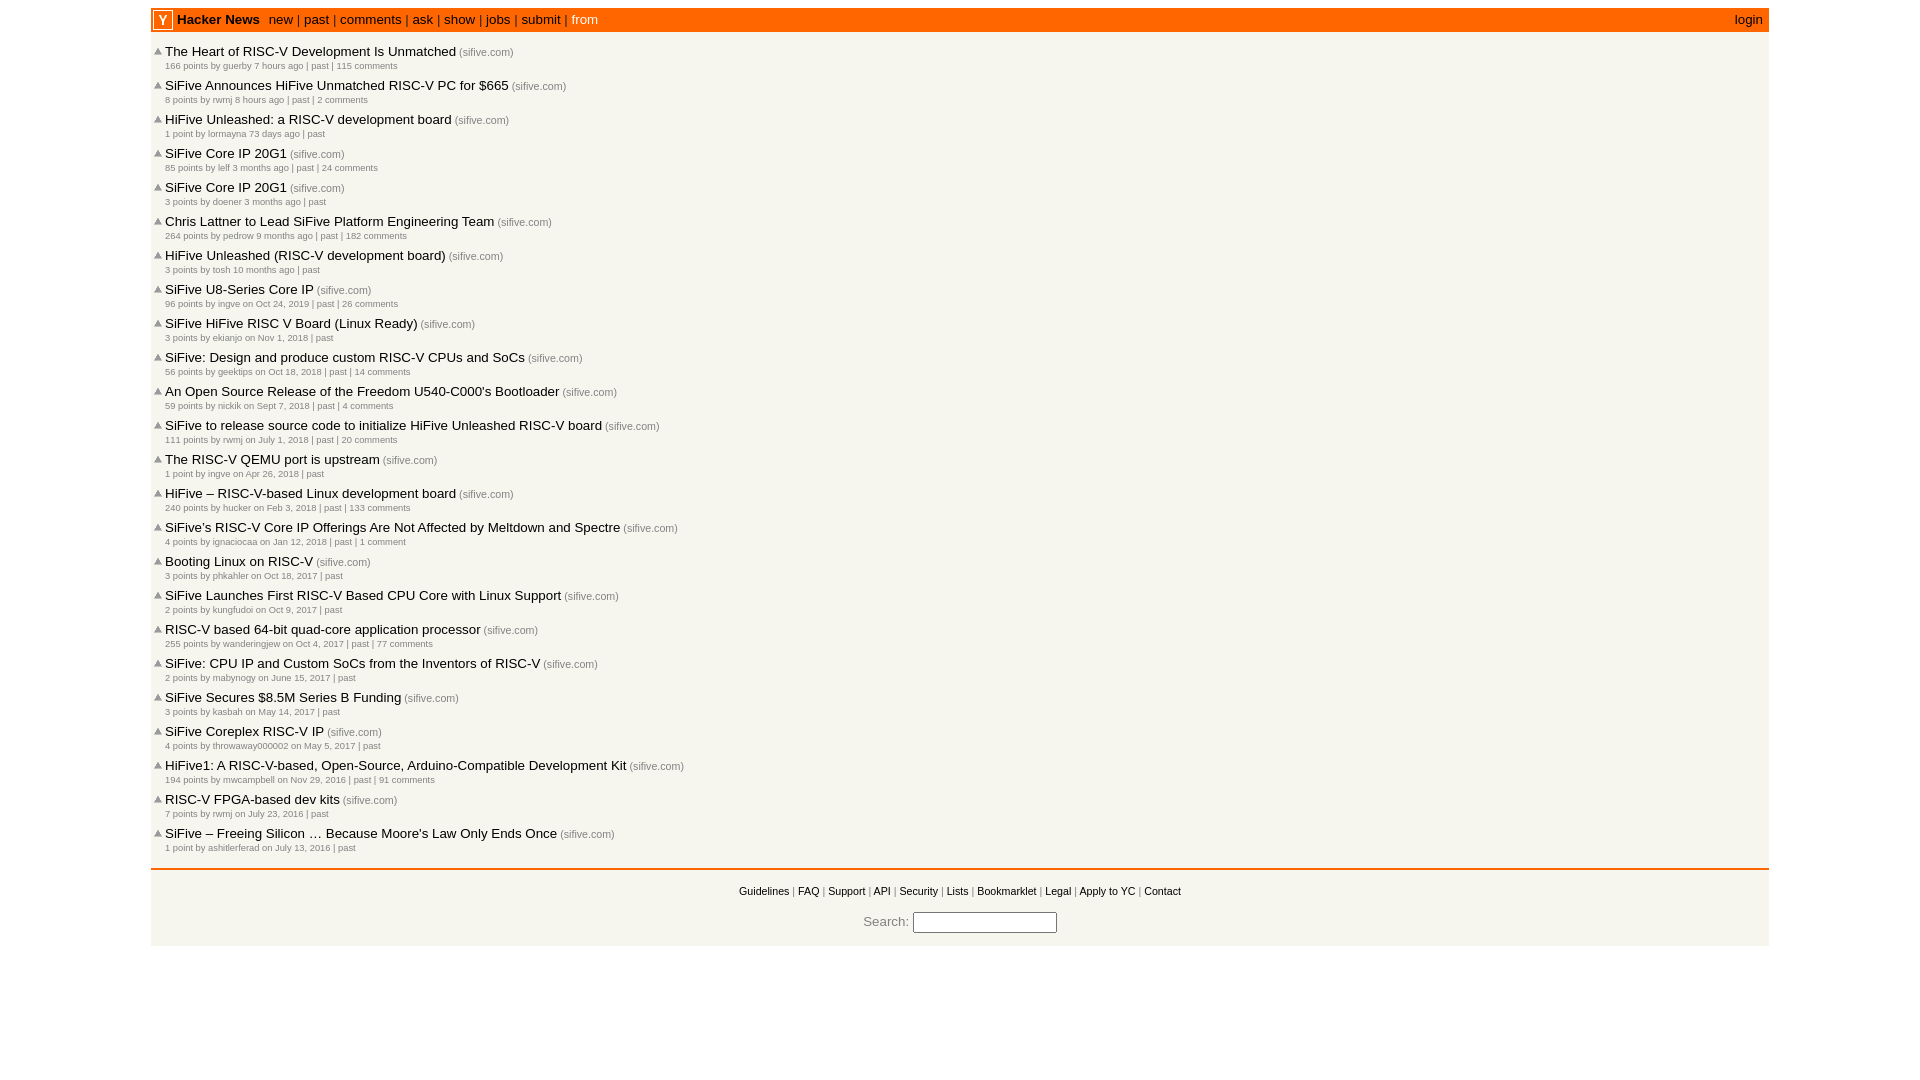 Y Hacker News new | past | comments | ask | show | jobs | submit | from login
The Heart of RISC-V Development Is Unmatched (sifive.com)
166 points by guerby 7 hours ago | past | 115 comments
SiFive Announces HiFive Unmatched RISC-V PC for $665 (sifive.com)
8 points by rwmj 8 hours ago | past | 2 comments
HiFive Unleashed: a RISC-V development board (sifive.com)
1 point by lormayna 73 days ago | past
SiFive Core IP 20G1 (sifive.com)
85 points by lelf 3 months ago | past | 24 comments
SiFive Core IP 20G1 (sifive.com)
3 points by doener 3 months ago | past
Chris Lattner to Lead SiFive Platform Engineering Team (sifive.com)
264 points by pedrow 9 months ago | past | 182 comments
HiFive Unleashed (RISC-V development board) (sifive.com)
3 points by tosh 10 months ago | past
SiFive U8-Series Core IP (sifive.com)
96 points by ingve on Oct 24, 2019 | past | 26 comments
SiFive HiFive RISC V Board (Linux Ready) (sifive.com)
3 points by ekianjo on Nov 1, 2018 | past
SiFive: Design and produce custom RISC-V CPUs and SoCs (sifive.com)
56 points by geektips on Oct 18, 2018 | past | 14 comments
An Open Source Release of the Freedom U540-C000's Bootloader (sifive.com)
59 points by nickik on Sept 7, 2018 | past | 4 comments
SiFive to release source code to initialize HiFive Unleashed RISC-V board (sifive.com)
111 points by rwmj on July 1, 2018 | past | 20 comments
The RISC-V QEMU port is upstream (sifive.com)
1 point by ingve on Apr 26, 2018 | past
HiFive – RISC-V-based Linux development board (sifive.com)
240 points by hucker on Feb 3, 2018 | past | 133 comments
SiFive’s RISC-V Core IP Offerings Are Not Affected by Meltdown and Spectre (sifive.com)
4 points by ignaciocaa on Jan 12, 2018 | past | 1 comment
Booting Linux on RISC-V (sifive.com)
3 points by phkahler on Oct 18, 2017 | past
SiFive Launches First RISC-V Based CPU Core with Linux Support (sifive.com)
2 points by kungfudoi on Oct 9, 2017 | past
RISC-V based 64-bit quad-core application processor (sifive.com)
255 points by wanderingjew on Oct 4, 2017 | past | 77 comments
SiFive: CPU IP and Custom SoCs from the Inventors of RISC-V (sifive.com)
2 points by mabynogy on June 15, 2017 | past
SiFive Secures $8.5M Series B Funding (sifive.com)
3 points by kasbah on May 14, 2017 | past
SiFive Coreplex RISC-V IP (sifive.com)
4 points by throwaway000002 on May 5, 2017 | past
HiFive1: A RISC-V-based, Open-Source, Arduino-Compatible Development Kit (sifive.com)
194 points by mwcampbell on Nov 29, 2016 | past | 91 comments
RISC-V FPGA-based dev kits (sifive.com)
7 points by rwmj on July 23, 2016 | past
SiFive – Freeing Silicon … Because Moore's Law Only Ends Once (sifive.com)
1 point by ashitlerferad on July 13, 2016 | past
Guidelines | FAQ | Support | API | Security | Lists | Bookmarklet | Legal | Apply to YC | Contact
Search: